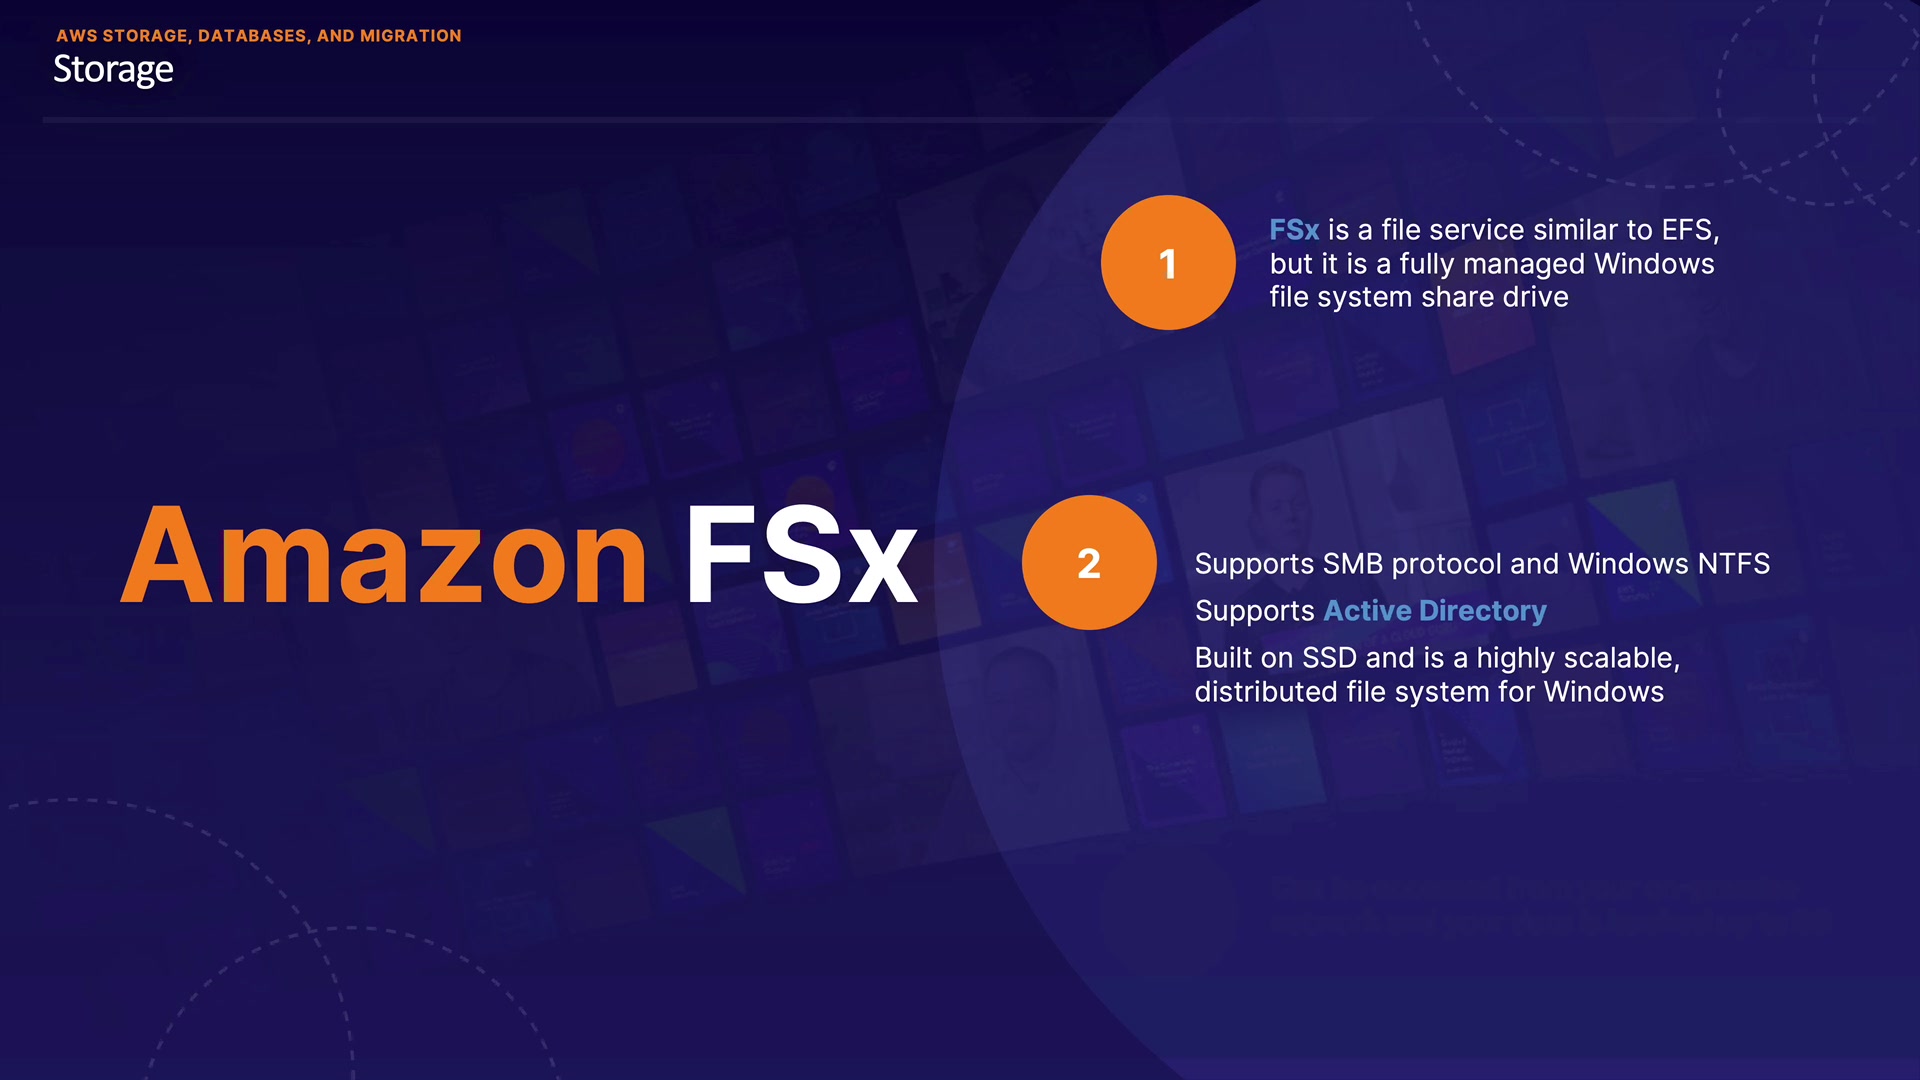 AWS STORAGE, DATABASES, AND MIGRATION
Storage
Amazon FSx
1
FSx is a file service similar to EFS,
but it is a fully managed Windows
file system share drive
2
Supports SMB protocol and Windows NTFS
Supports Active Directory
Built on SSD and is a highly scalable,
distributed file system for Windows